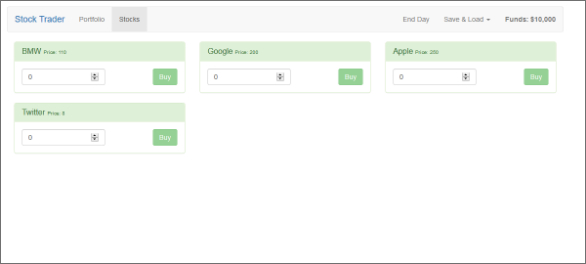 Stock Trader Portfolio Stocks End Day Save & Load Funds: $10,000
BMW Price: 110 Google Price: 200 Apple Price: 250
0 Buy 0 Buy 0 Buy
Twitter Price: 8
0 Buy